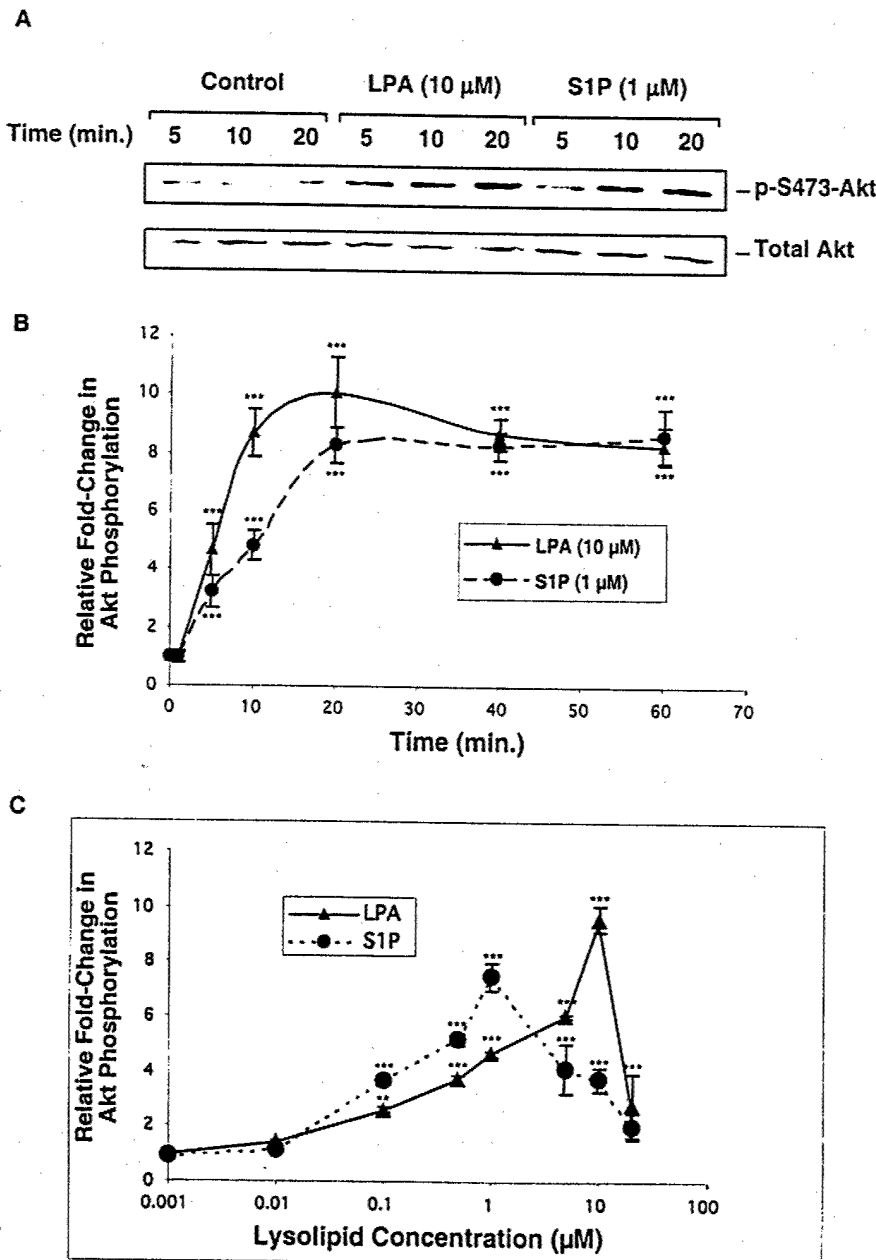 A
Control LPA (10 µM) S1P (1 µM)
Time (min.) 5 10 20 5 10 20 5 10 20
p-S473-Akt
Total Akt
B
Relative Fold-Change in
Akt Phosphorylation
12
10
8
6
4
2
0
*** *** *** *** ***
*** *** *** *** ***
LPA (10 µM)
S1P (1 µM)
0 10 20 30 40 50 60 70
Time (min.)
C
Relative Fold-Change in
Akt Phosphorylation
12
10
8
6
4
2
0
LPA
S1P
*** *** *** *** ***
** *** *** *** *** ***
0.001 0.01 0.1 1 10 100
Lysolipid Concentration (µM)